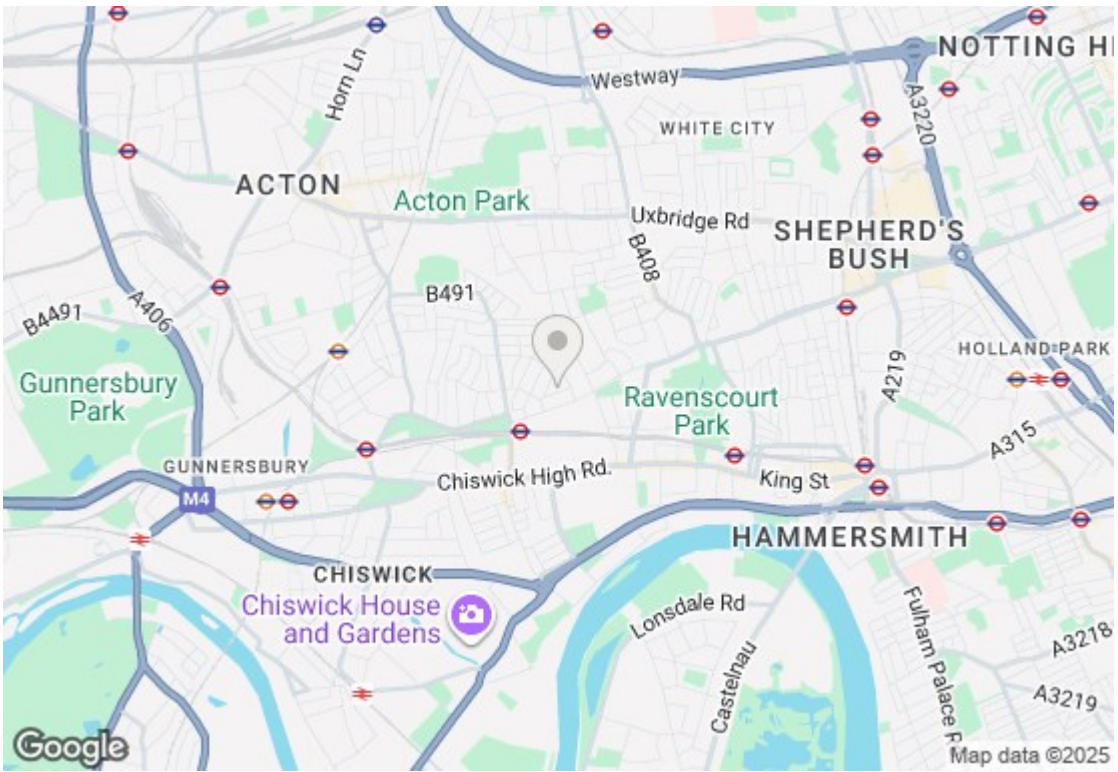 NOTTING HI
Westway
Horn Ln
A3220
WHITE CITY
ACTON
Acton Park
Uxbridge Rd
SHEPHERD'S
BUSH
B408
B491
B4491
A406
HOLLAND PARK
A219
Gunnersbury
Park
Ravenscourt
Park
A315
GUNNERSBURY
Chiswick High Rd.
King St
M4
HAMMERSMITH
CHISWICK
Chiswick House
and Gardens
Lonsdale Rd
Fulham Palace R
A3218
Castelnau
A3219
Google
Map data ©2025